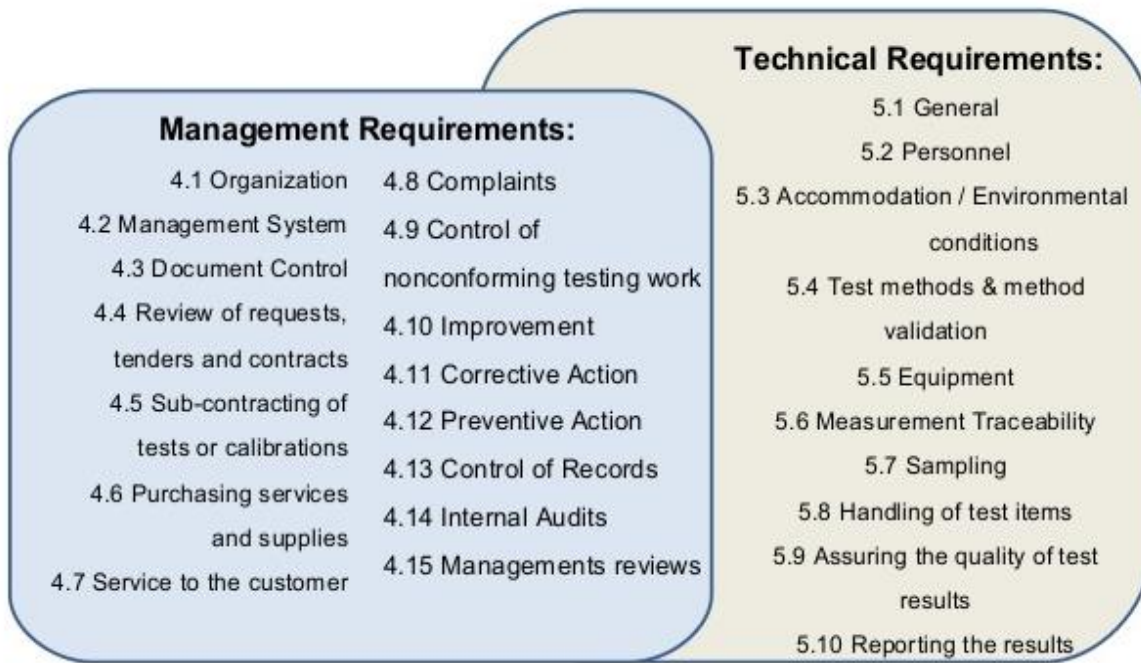 Management Requirements:
4.1 Organization
4.2 Management System
4.3 Document Control
4.4 Review of requests,
tenders and contracts
4.5 Sub-contracting of
tests or calibrations
4.6 Purchasing services
and supplies
4.7 Service to the customer
4.8 Complaints
4.9 Control of
nonconforming testing work
4.10 Improvement
4.11 Corrective Action
4.12 Preventive Action
4.13 Control of Records
4.14 Internal Audits
4.15 Managements reviews
Technical Requirements:
5.1 General
5.2 Personnel
5.3 Accommodation / Environmental
conditions
5.4 Test methods & method
validation
5.5 Equipment
5.6 Measurement Traceability
5.7 Sampling
5.8 Handling of test items
5.9 Assuring the quality of test
results
5.10 Reporting the results